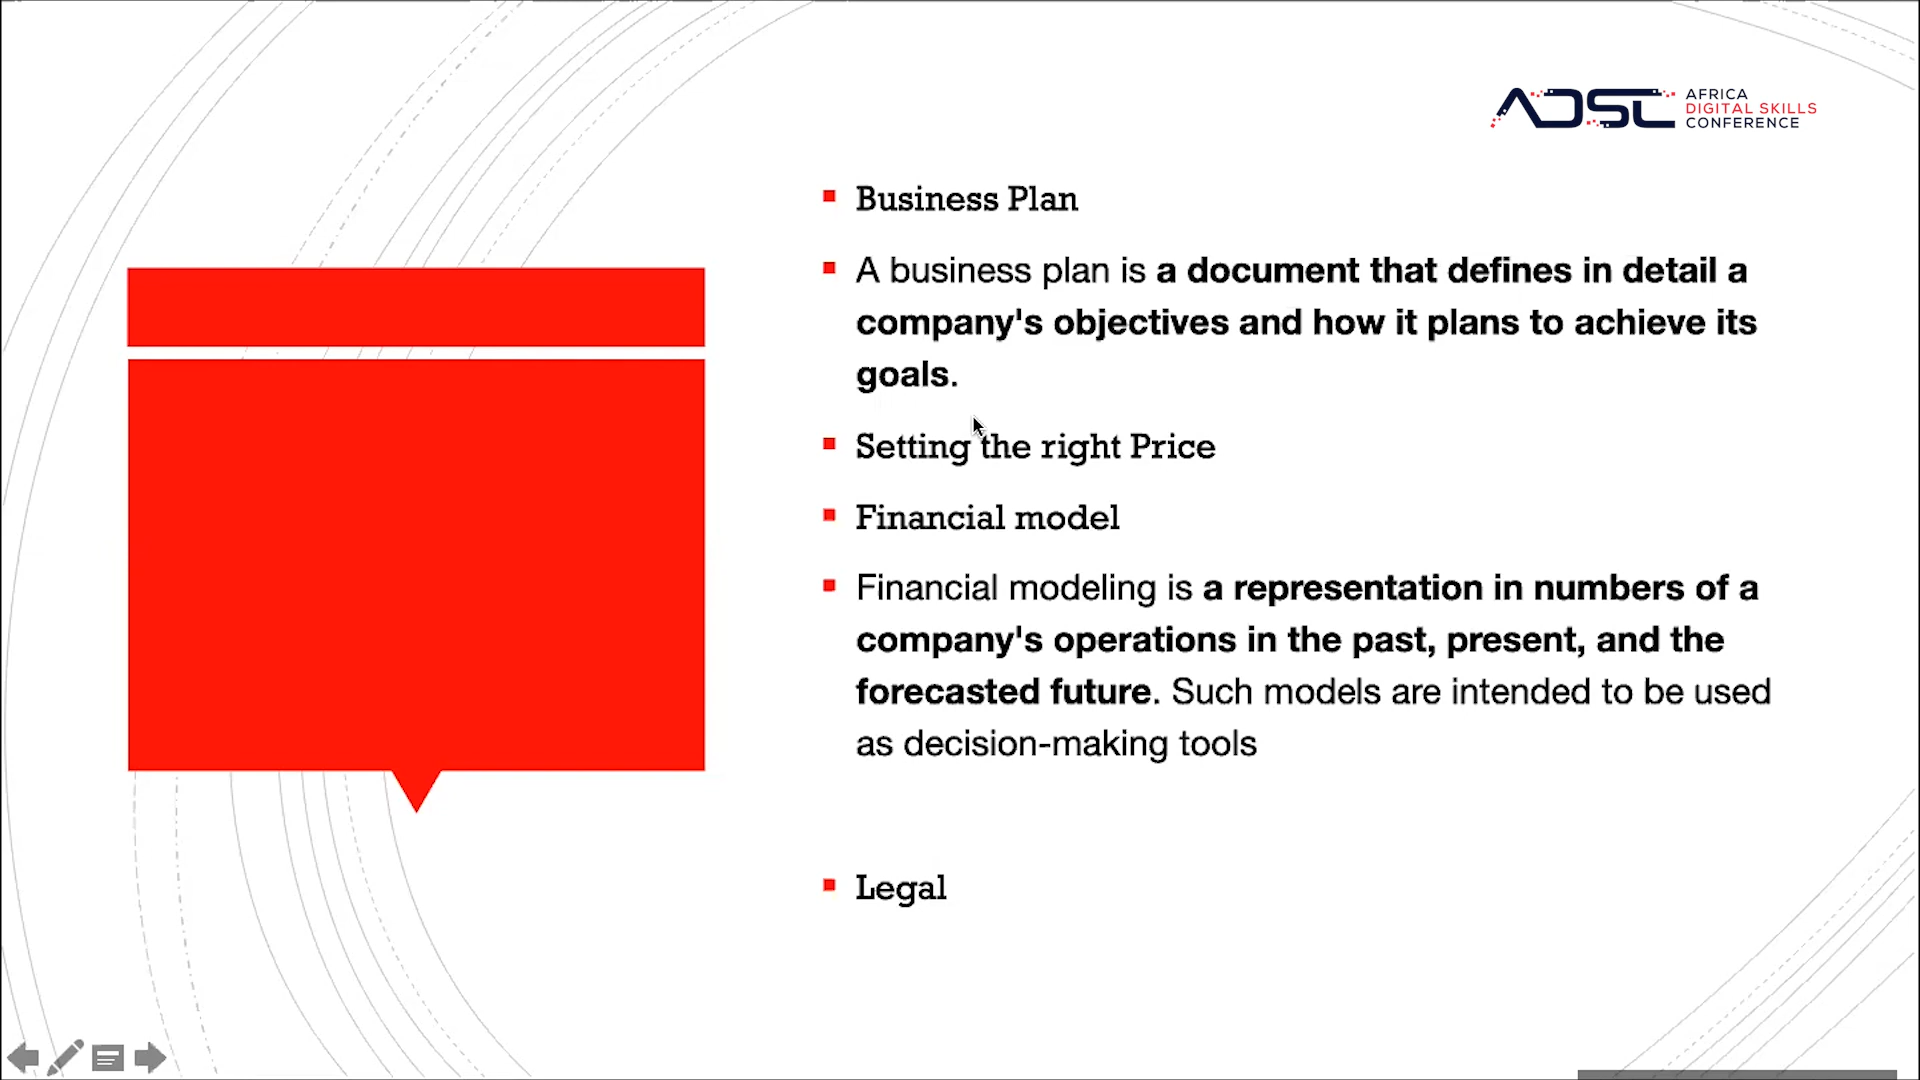 ADSC
AFRICA
DIGITAL SKILLS
CONFERENCE
Business Plan
A business plan is a document that defines in detail a
company's objectives and how it plans to achieve its
goals.
Setting the right Price
Financial model
Financial modeling is a representation in numbers of a
company's operations in the past, present, and the
forecasted future. Such models are intended to be used
as decision-making tools
Legal